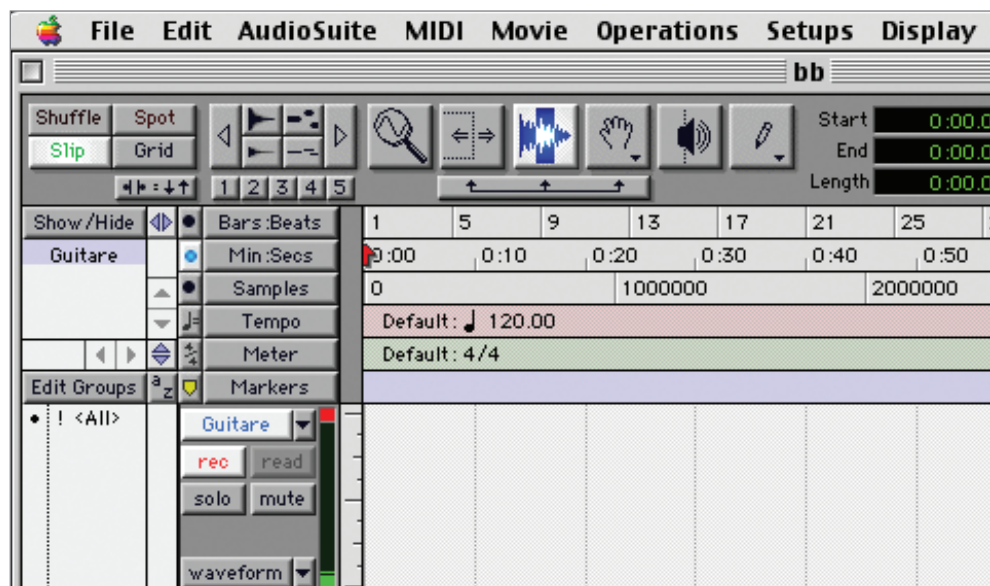 File Edit AudioSuite MIDI Movie Operations Setups Display
bb
Shuffle Spot
Slip Grid
1 2 3 4 5
Start 0:00.0
End 0:00.0
Length 0:00.0
Show/Hide Bars:Beats 1 5 9 13 17 21 25
Guitare Min:Secs 0:00 0:10 0:20 0:30 0:40 0:50
Samples 0 1000000 2000000
Tempo Default: ♩ 120.00
Meter Default: 4/4
Edit Groups a z Markers
! <All>
Guitare
rec read
solo mute
waveform